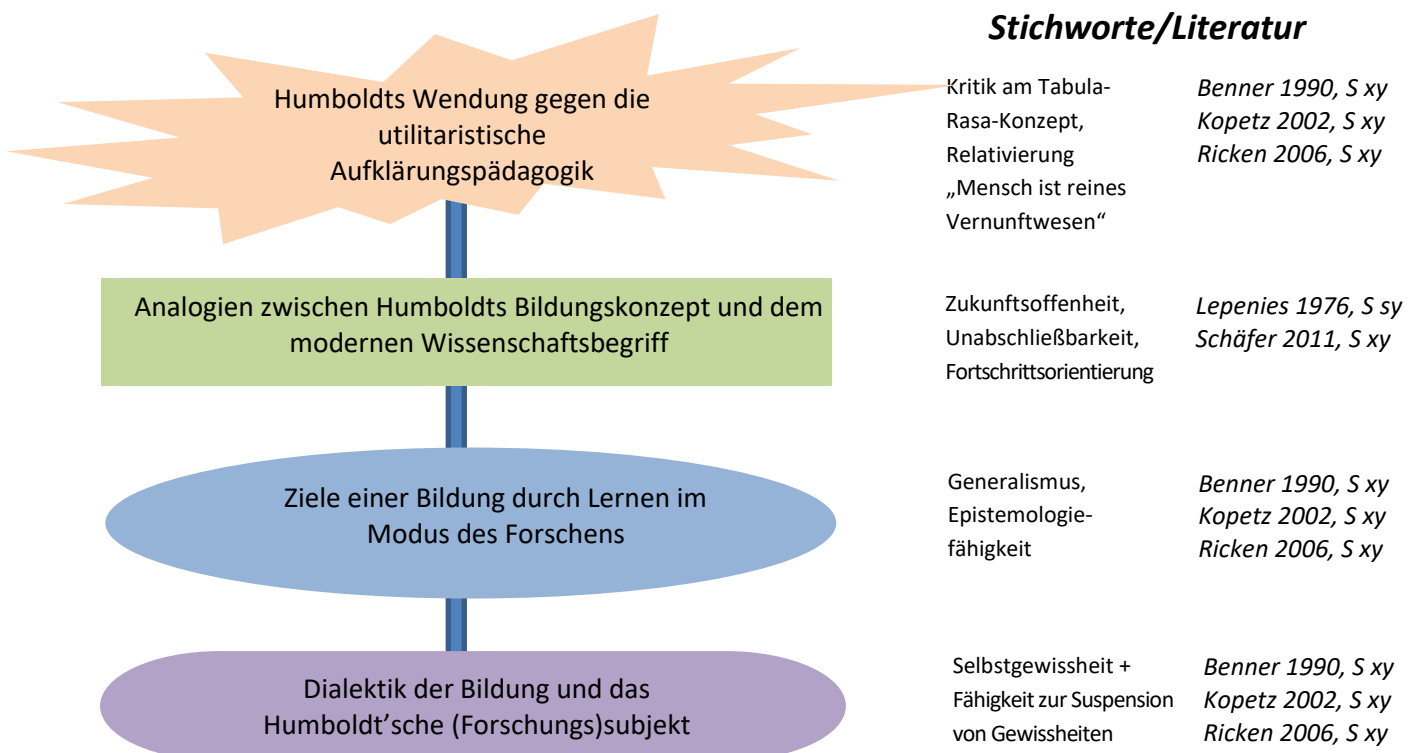 Stichworte/Literatur
Humboldts Wendung gegen die
utilitaristische
Aufklärungspädagogik
Kritik am Tabula-
Rasa-Konzept,
Relativierung
„Mensch ist reines
Vernunftwesen“
Benner 1990, S xy
Kopetz 2002, S xy
Ricken 2006, S xy
Analogien zwischen Humboldts Bildungskonzept und dem
modernen Wissenschaftsbegriff
Zukunftsoffenheit,
Unabschließbarkeit,
Fortschrittsorientierung
Lepenies 1976, S sy
Schäfer 2011, S xy
Ziele einer Bildung durch Lernen im
Modus des Forschens
Generalismus,
Epistemologie-
fähigkeit
Benner 1990, S xy
Kopetz 2002, S xy
Ricken 2006, S xy
Dialektik der Bildung und das
Humboldt’sche (Forschungs)subjekt
Selbstgewissheit +
Fähigkeit zur Suspension
von Gewissheiten
Benner 1990, S xy
Kopetz 2002, S xy
Ricken 2006, S xy